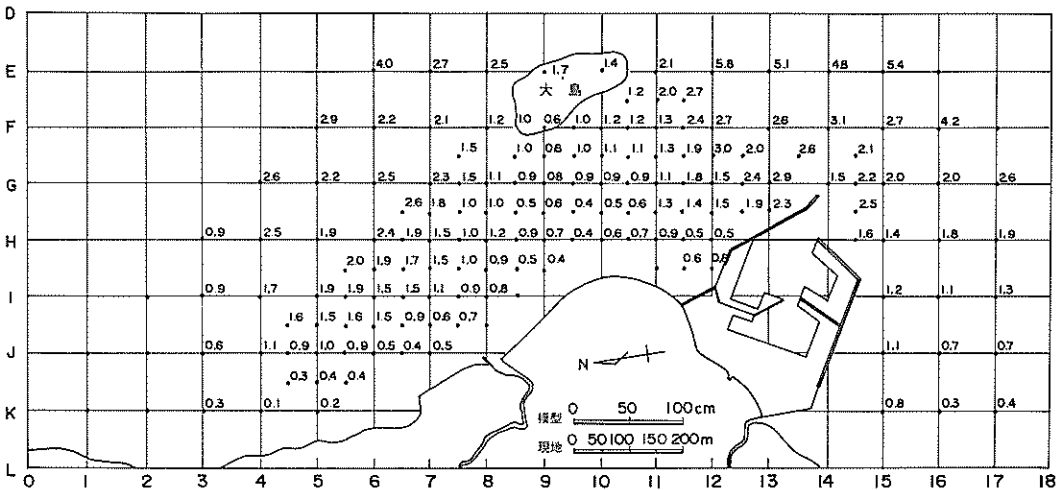 D
E 4.0 2.7 2.5 1.7 1.4 2.1 5.8 5.1 4.8 5.4
大島 1.2 2.0 2.7
F 2.9 2.2 2.1 1.2 1.0 0.6 1.0 1.2 1.2 1.3 2.4 2.7 2.6 3.1 2.7 4.2
1.5 1.0 0.8 1.0 1.1 1.1 1.3 1.9 3.0 2.0 2.6 2.1
G 2.6 2.2 2.5 2.3 1.5 1.1 0.9 0.8 0.9 0.9 0.9 1.1 1.8 1.5 2.4 2.9 1.5 2.2 2.0 2.0 2.6
2.6 1.8 1.0 1.0 0.5 0.6 0.4 0.5 0.6 1.3 1.4 1.5 1.9 2.3 2.5
H 0.9 2.5 1.9 2.4 1.9 1.5 1.0 1.2 0.9 0.7 0.4 0.6 0.7 0.9 0.5 0.5 1.6 1.4 1.8 1.9
2.0 1.9 1.7 1.5 1.0 0.9 0.5 0.4 0.6
I 0.9 1.7 1.9 1.9 1.5 1.5 1.1 0.9 0.8 1.2 1.1 1.3
1.6 1.5 1.6 1.5 0.9 0.6 0.7
J 0.6 1.1 0.9 1.0 0.9 0.5 0.4 0.5 1.1 0.7 0.7
N
0.3 0.4 0.4
K 0.3 0.1 0.2 0.8 0.3 0.4
模型 0 50 100cm
現地 0 50 100 150 200m
L
0 1 2 3 4 5 6 7 8 9 10 11 12 13 14 15 16 17 18